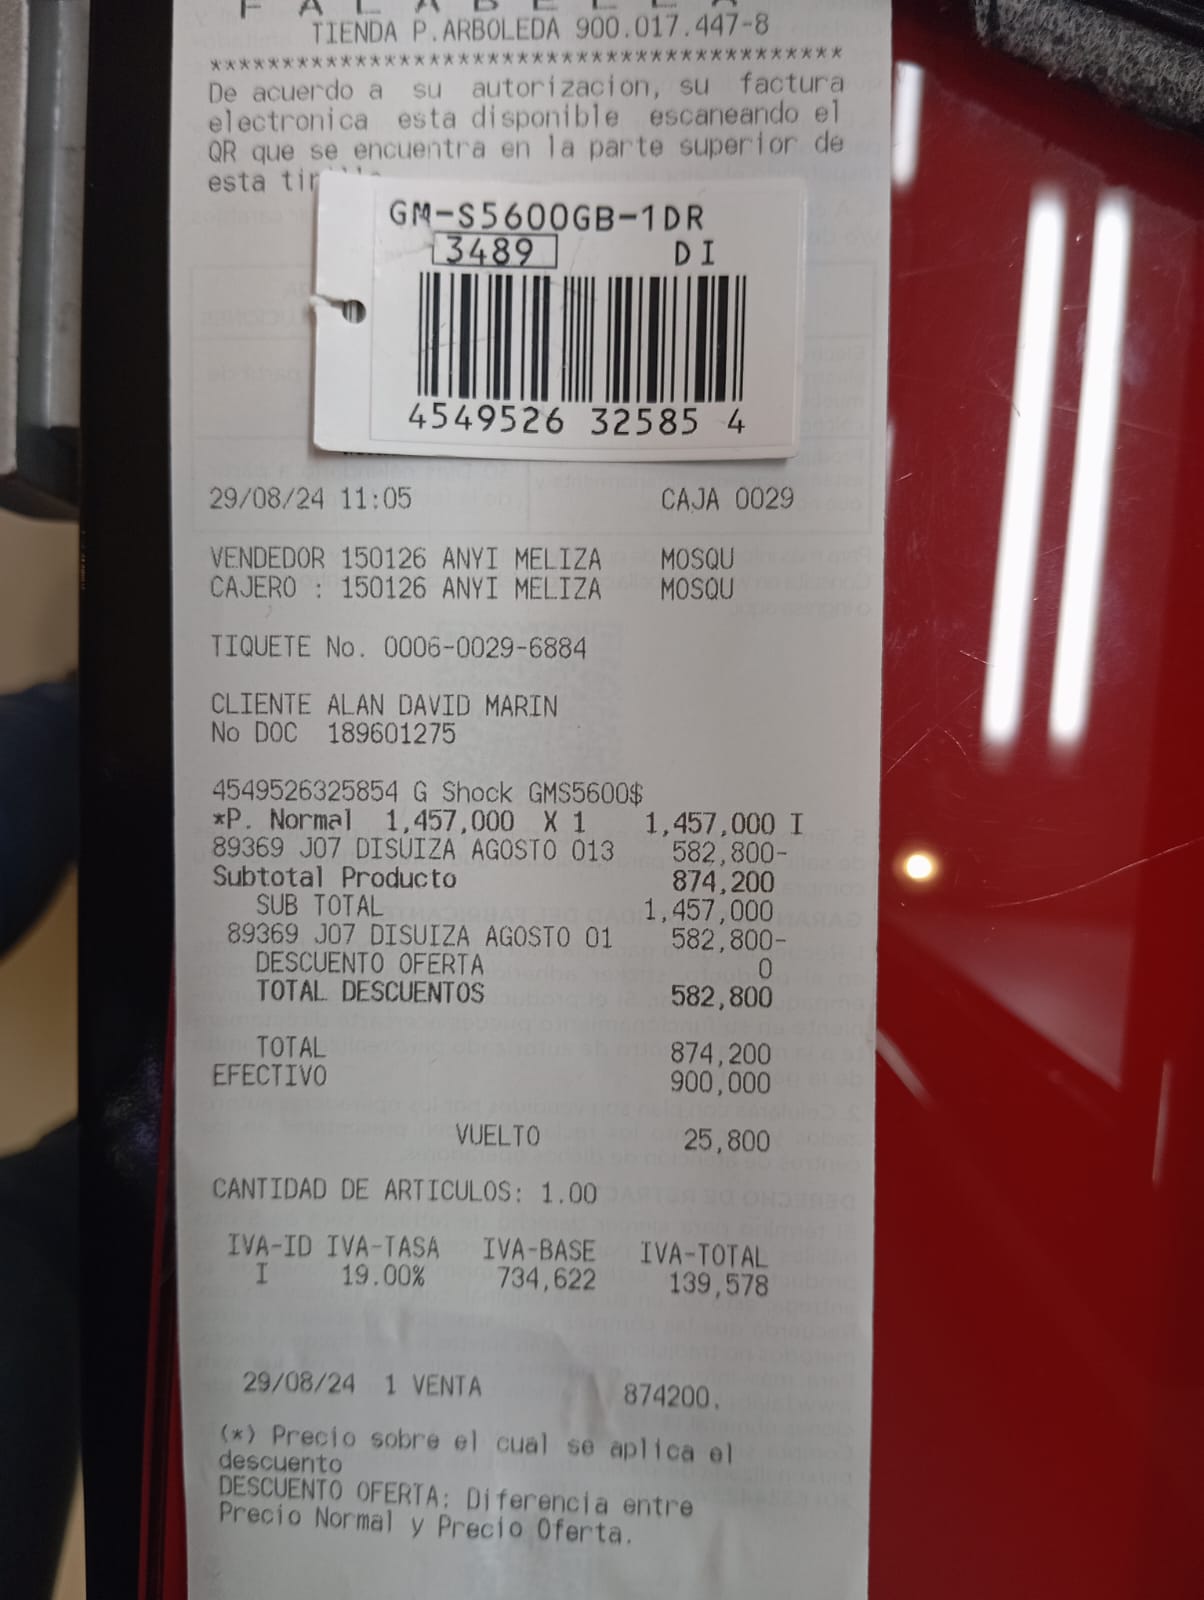 FALABELLA
TIENDA P.ARBOLEDA 900.017.447-8
********************************************
De acuerdo a su autorizacion, su factura
electronica esta disponible escaneando el
QR que se encuentra en la parte superior de
esta
GM-S5600GB-1DR
3489 DI
4549526 32585 4
29/08/24 11:05 CAJA 0029
VENDEDOR 150126 ANYI MELIZA MOSQU
CAJERO : 150126 ANYI MELIZA MOSQU
TIQUETE No. 0006-0029-6884
CLIENTE ALAN DAVID MARIN
No DOC 189601275
4549526325854 G Shock GMS5600$
*P. Normal 1,457,000 X 1 1,457,000 I
89369 J07 DISUIZA AGOSTO 013 582,800-
Subtotal Producto 874,200
SUB TOTAL 1,457,000
89369 J07 DISUIZA AGOSTO 01 582,800-
DESCUENTO OFERTA 0
TOTAL DESCUENTOS 582,800
TOTAL 874,200
EFECTIVO 900,000
VUELTO 25,800
CANTIDAD DE ARTICULOS: 1.00
IVA-ID IVA-TASA IVA-BASE IVA-TOTAL
I 19.00% 734,622 139,578
29/08/24 1 VENTA 874200.
(*) Precio sobre el cual se aplica el
descuento
DESCUENTO OFERTA: Diferencia entre
Precio Normal y Precio Oferta.